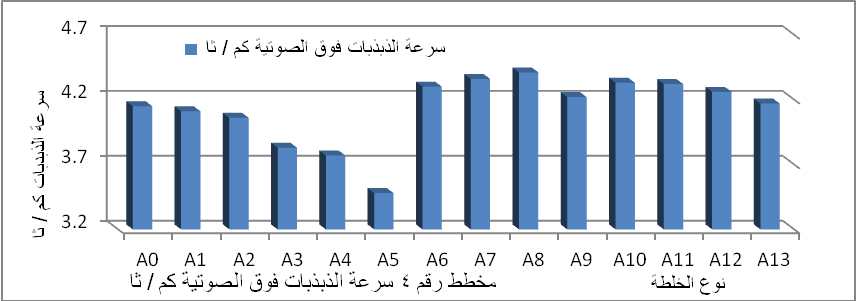 4.7
سرعة الذبذبات فوق الصوتية كم / ثا
4.2
3.7
3.2
سرعة الذبذبات كم / ثا
A0 A1 A2 A3 A4 A5 A6 A7 A8 A9 A10 A11 A12 A13
نوع الخلطة
مخطط رقم ٤ سرعة الذبذبات فوق الصوتية كم / ثا